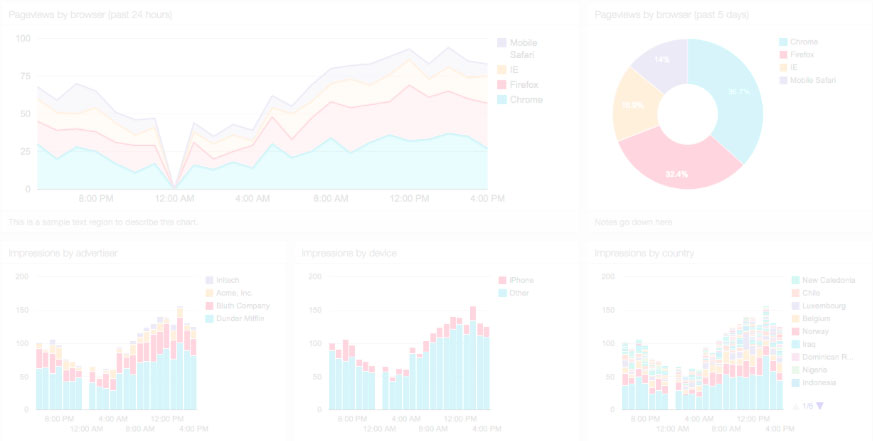 Pageviews by browser (past 24 hours)
100
75
50
25
0
8:00 PM 12:00 AM 4:00 AM 8:00 AM 12:00 PM 4:00 PM
Mobile
Safari
IE
Firefox
Chrome
This is a sample text region to describe this chart.
Pageviews by browser (past 5 days)
14%
32.4%
Chrome
Firefox
IE
Mobile Safari
Notes go down here
Impressions by advertiser
200
150
100
50
0
8:00 PM 4:00 AM 12:00 PM
12:00 AM 8:00 AM 4:00 PM
Initech
Acme, Inc.
Bluth Company
Dunder Mifflin
Impressions by device
200
150
100
50
0
8:00 PM 4:00 AM 12:00 PM
12:00 AM 8:00 AM 4:00 PM
iPhone
Other
Impressions by country
200
150
100
50
0
8:00 PM 4:00 AM 12:00 PM
12:00 AM 8:00 AM 4:00 PM
New Caledonia
Chile
Luxembourg
Belgium
Norway
Iraq
Dominican R...
Nigeria
Indonesia